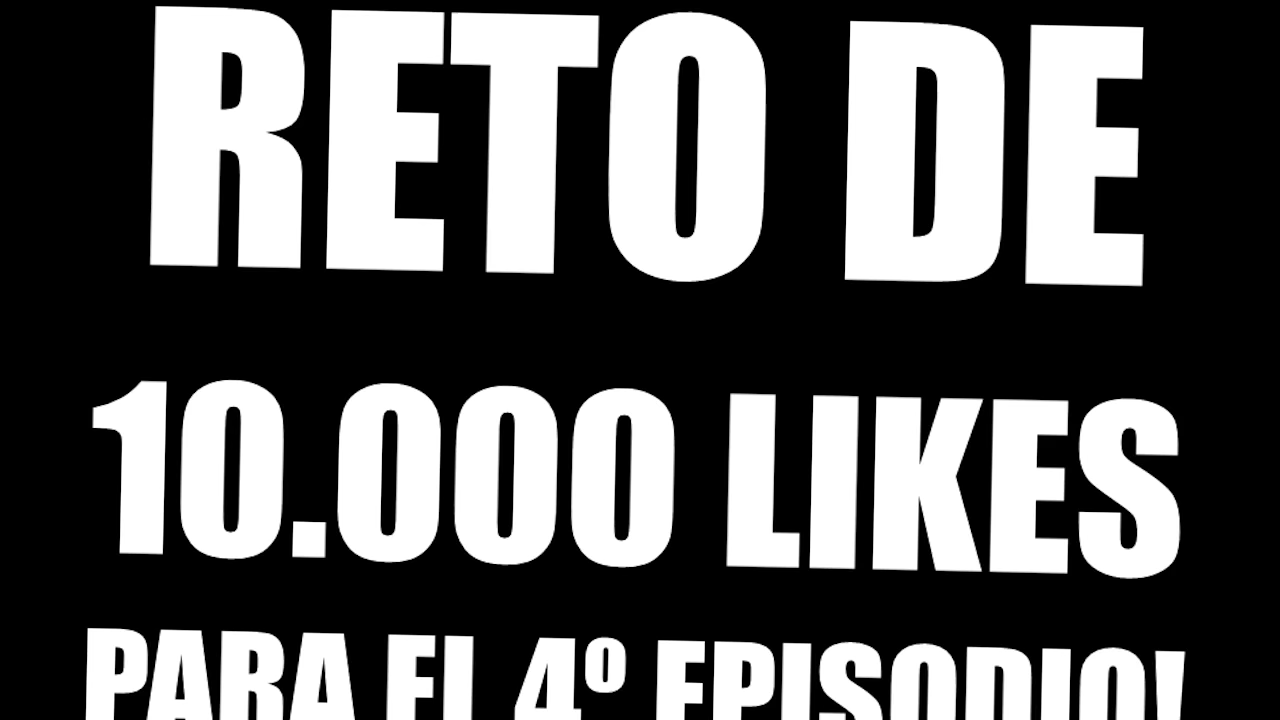 RETO DE
10.000 LIKES
PARA EL 4º EPISODIO!